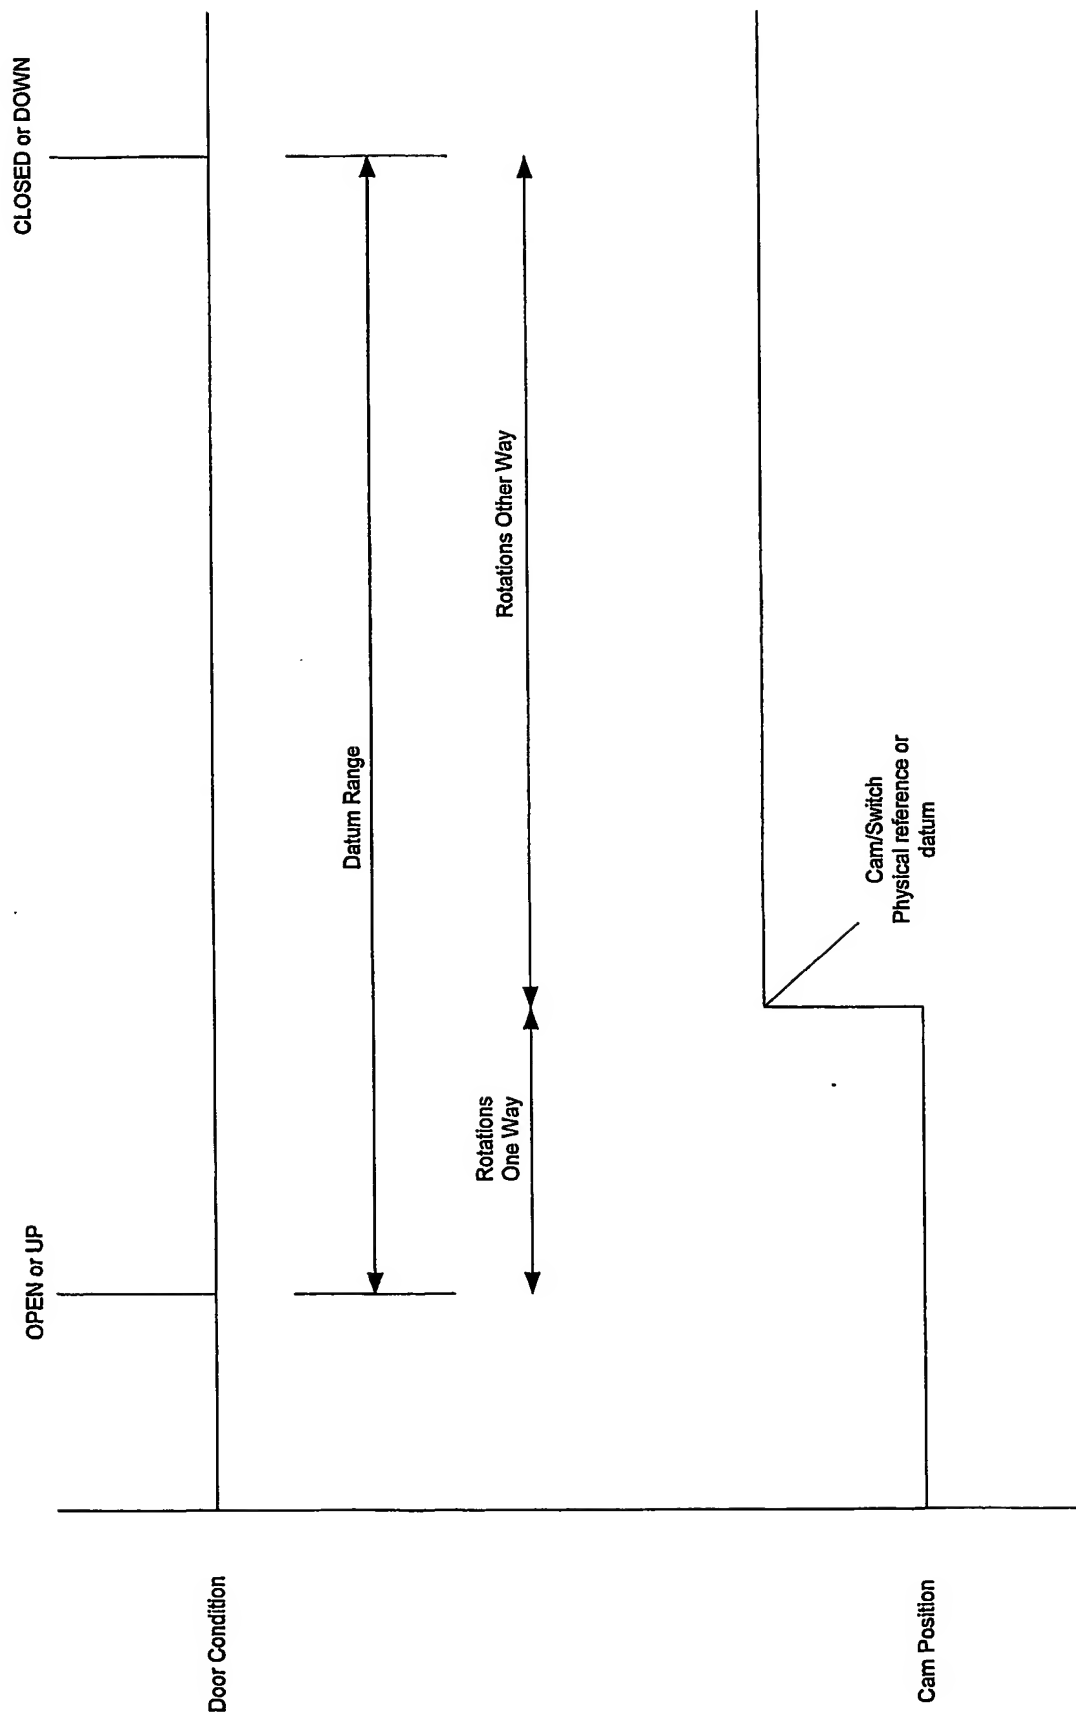 OPEN or UP
CLOSED or DOWN
Door Condition
Datum Range
Rotations
One Way
Rotations Other Way
Cam/Switch
Physical reference or
datum
Cam Position